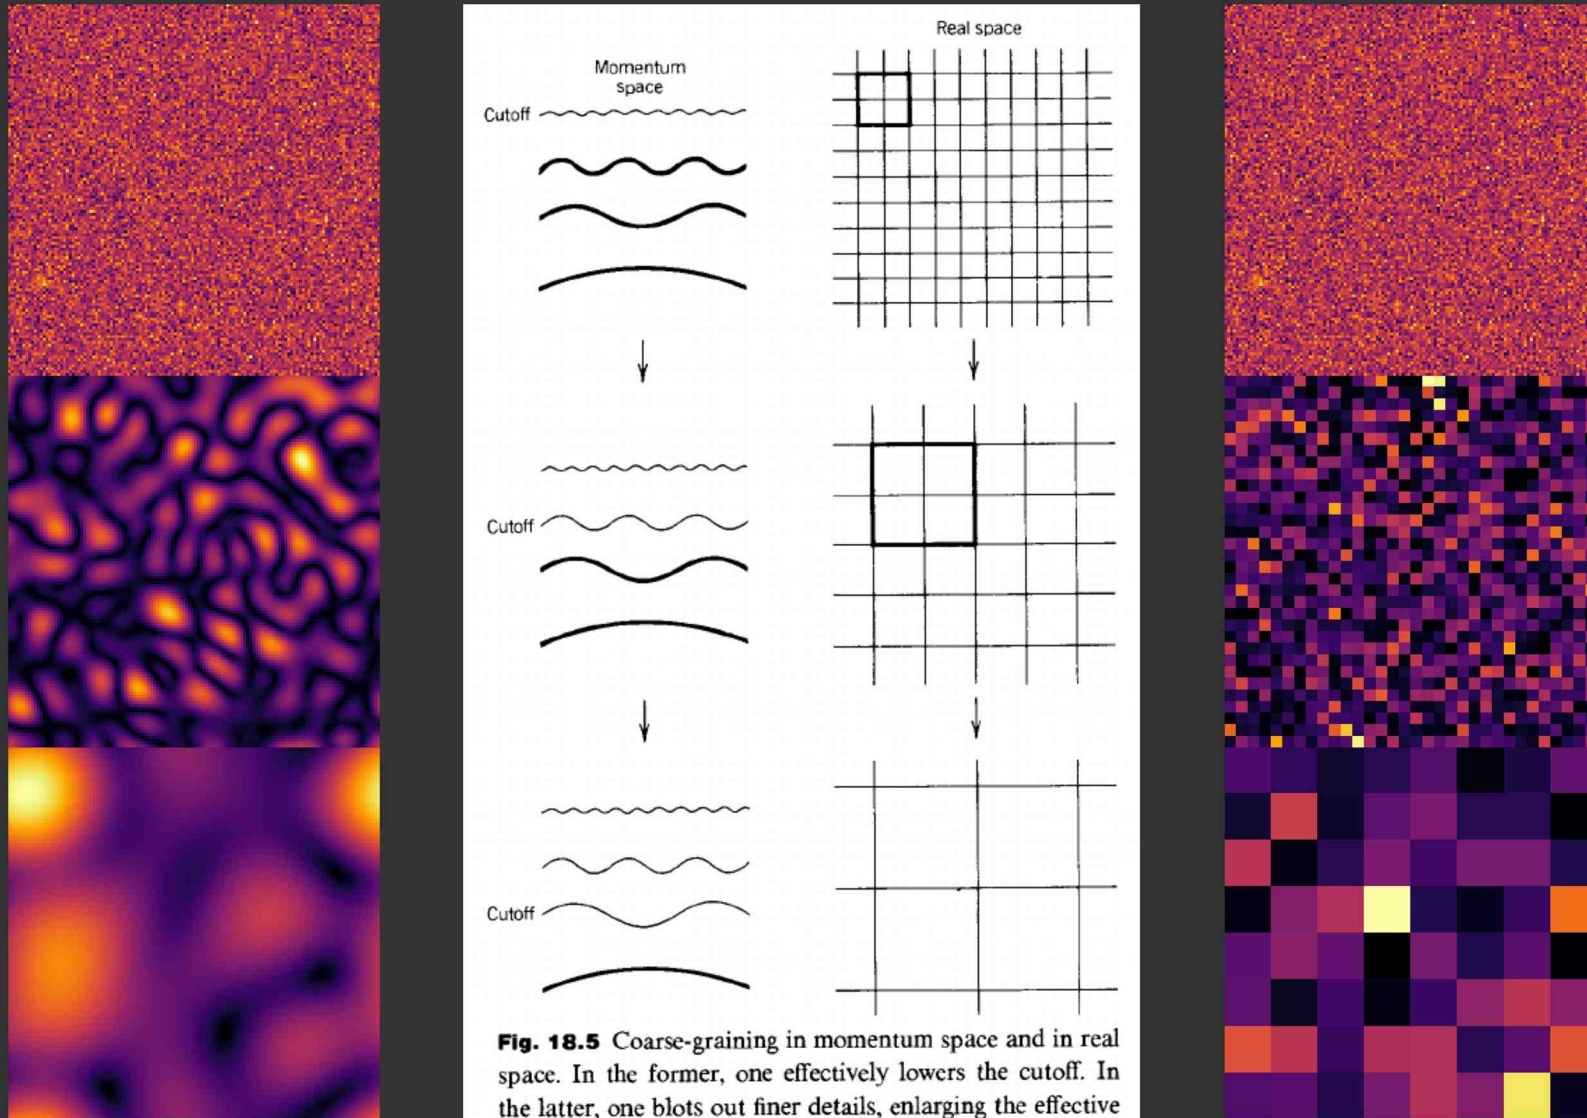 Real space
Momentum
space
Cutoff
Cutoff
Cutoff
Fig. 18.5 Coarse-graining in momentum space and in real
space. In the former, one effectively lowers the cutoff. In
the latter, one blots out finer details, enlarging the effective